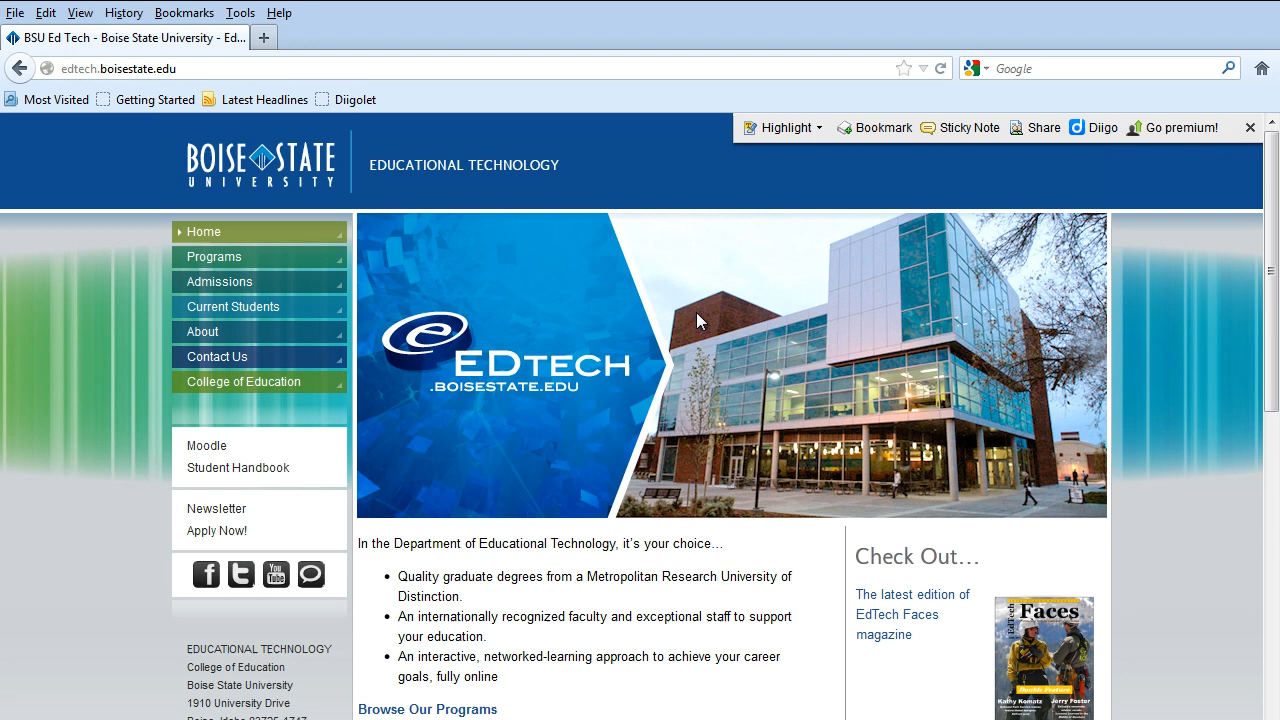 File Edit View History Bookmarks Tools Help
BSU Ed Tech - Boise State University - Ed...
edtech.boisestate.edu
Google
Most Visited Getting Started Latest Headlines Diigolet
Highlight Bookmark Sticky Note Share Diigo Go premium!
BOISE STATE
UNIVERSITY
EDUCATIONAL TECHNOLOGY
Home
Programs
Admissions
Current Students
About
Contact Us
College of Education
Moodle
Student Handbook
Newsletter
Apply Now!
You
Tube
EDUCATIONAL TECHNOLOGY
College of Education
Boise State University
1910 University Drive
e
EDTECH
.BOISESTATE.EDU
In the Department of Educational Technology, it's your choice…
• Quality graduate degrees from a Metropolitan Research University of
Distinction.
• An internationally recognized faculty and exceptional staff to support
your education.
• An interactive, networked-learning approach to achieve your career
goals, fully online
Browse Our Programs
Check Out…
The latest edition of
EdTech Faces
magazine
EdTech
Faces
Double Feature
Kathy Kometz Jerry Foster